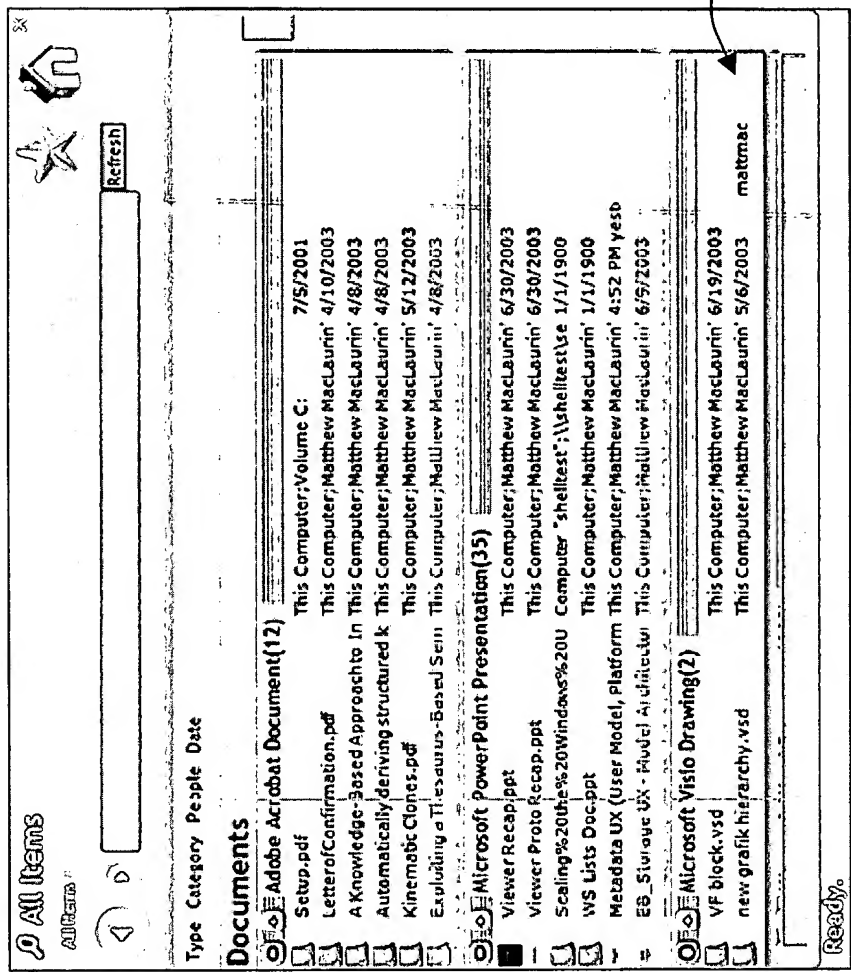 All Items
All Items
Refresh
Type Category People Date
Documents
Adobe Acrobat Document(12)
Setup.pdf This Computer;Volume C: 7/5/2001
LetterofConfirmation.pdf This Computer;Matthew MacLaurin' 4/10/2003
A Knowledge-Based Approachto In This Computer;Matthew MacLaurin' 4/8/2003
Automatically deriving structured k This Computer;Matthew MacLaurin' 4/8/2003
Kinematic Clones.pdf This Computer;Matthew MacLaurin' 5/12/2003
Exploiting a Thesaurus-Based Sem This Computer;Matthew MacLaurin' 4/8/2003
Microsoft PowerPoint Presentation(35)
Viewer Recap.ppt This Computer;Matthew MacLaurin' 6/30/2003
Viewer Proto Recap.ppt This Computer;Matthew MacLaurin' 6/30/2003
Scaling%20the%20Windows%20U Computer "shelltest";\\shelltest\se 1/1/1900
WS Lists Doc.ppt This Computer;Matthew MacLaurin' 1/1/1900
Metadata UX (User Model, Platform This Computer;Matthew MacLaurin' 4:52 PM yest
EB_Storage UX - Model Architectur This Computer;Matthew MacLaurin' 6/9/2003
Microsoft Visio Drawing(2)
VF block.vsd This Computer;Matthew MacLaurin' 6/19/2003
new grafik hierarchy.vsd This Computer;Matthew MacLaurin' 5/6/2003 mattmac
Ready.